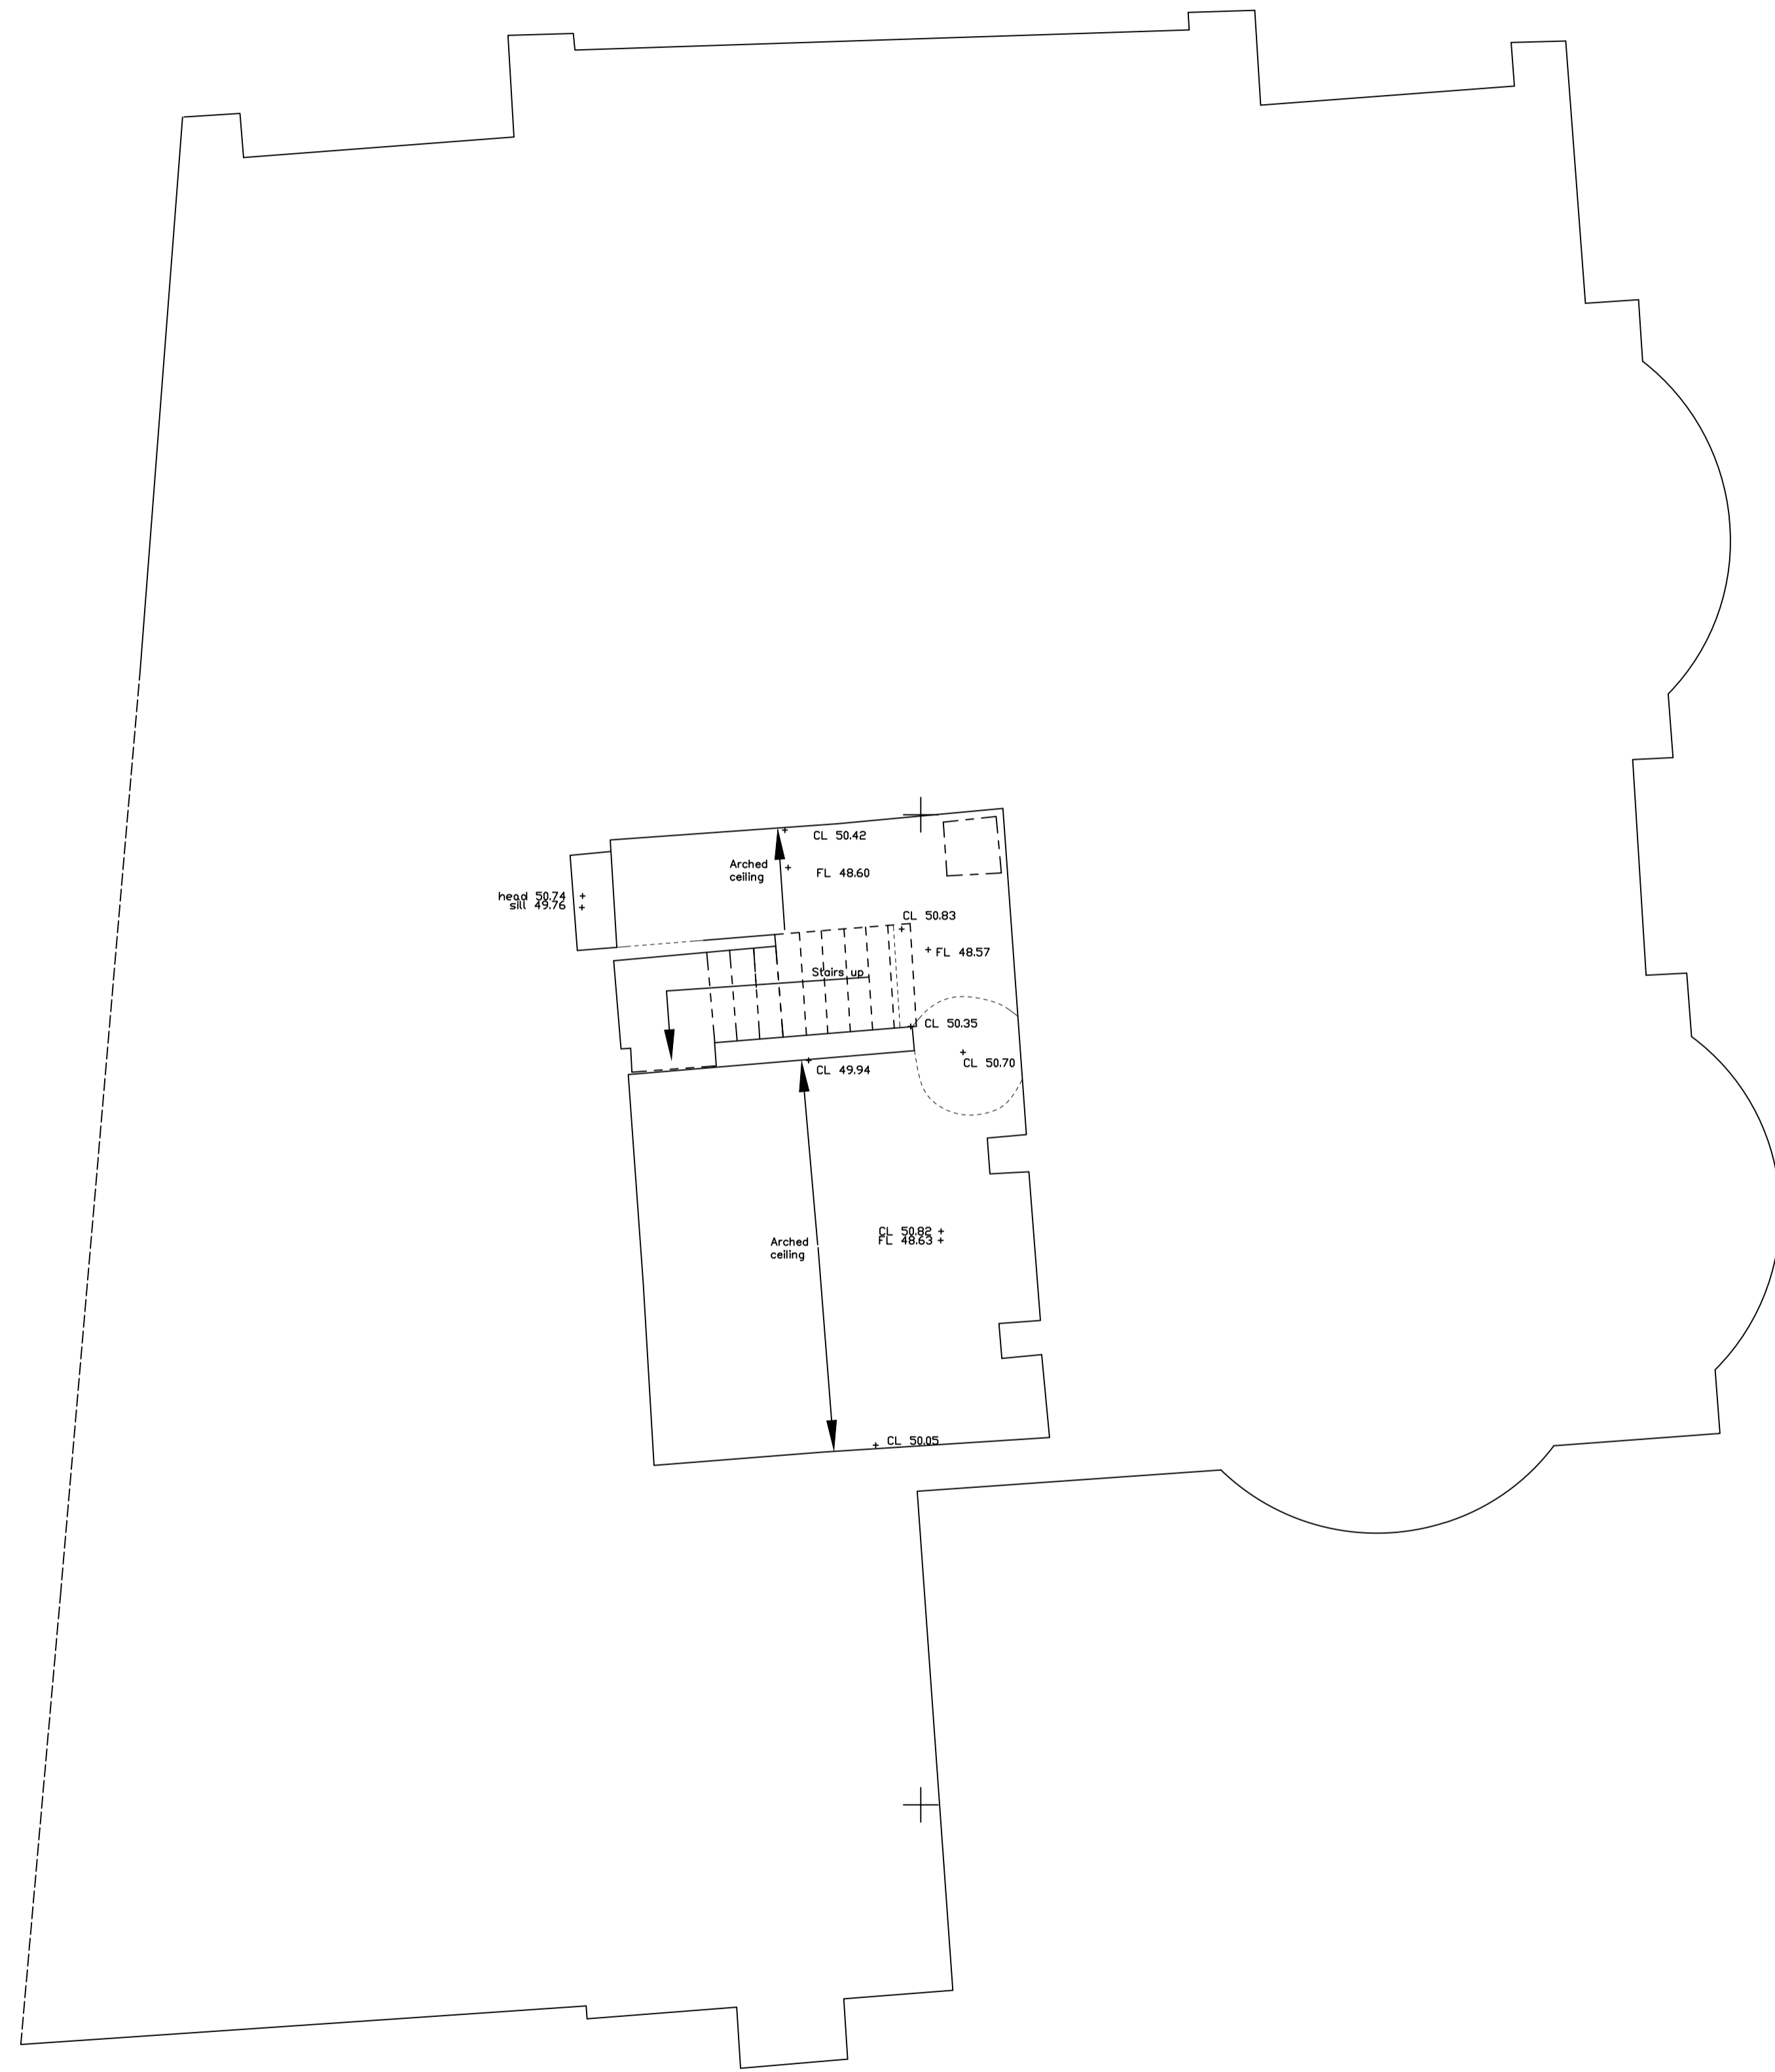 CL 50.42
Arched
ceiling
FL 48.60
head 50.74
sill 49.76
CL 50.83
FL 48.57
Stairs up
CL 50.35
CL 50.70
CL 49.94
CL 50.82
FL 48.63
Arched
ceiling
CL 50.05